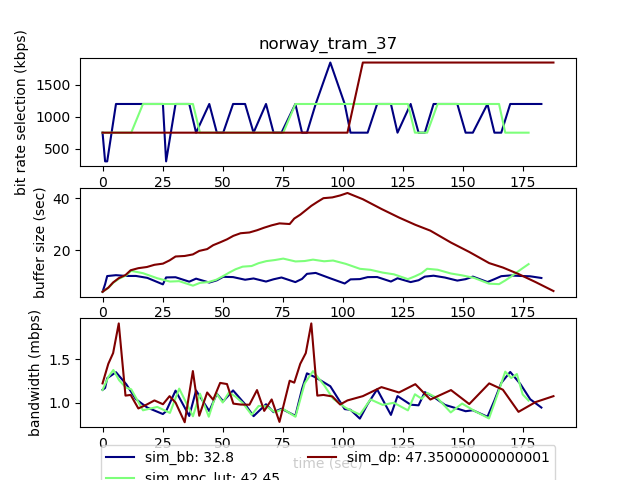 norway_tram_37
bit rate selection (kbps)
1500
1000
500
0 25 50 75 100 125 150 175
buffer size (sec)
40
20
0 25 50 75 100 125 150 175
bandwidth (mbps)
1.5
1.0
0 25 50 75 100 125 150 175
time (sec)
sim_bb: 32.8 sim_dp: 47.35000000000001
sim_mpc_lut: 42.45